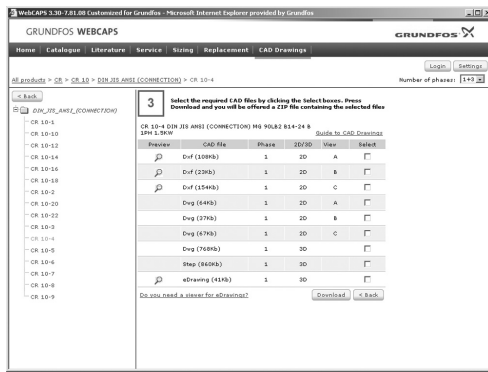 WebCAPS 3.30-7.81.08 Customized for Grundfos - Microsoft Internet Explorer provided by Grundfos
GRUNDFOS WEBCAPS
GRUNDFOS
Home Catalogue Literature Service Sizing Replacement CAD Drawings
Login Settings
All products > CR > CR 10 > DIN JIS ANSI (CONNECTION) > CR 10-4
Number of phases: 1+3
< Back
DIN_JIS_ANSI_(CONNECTION)
CR 10-1
CR 10-10
CR 10-12
CR 10-14
CR 10-16
CR 10-18
CR 10-2
CR 10-20
CR 10-22
CR 10-3
CR 10-4
CR 10-5
CR 10-6
CR 10-7
CR 10-8
CR 10-9
3
Select the required CAD files by clicking the Select boxes. Press
Download and you will be offered a ZIP file containing the selected files
CR 10-4 DIN JIS ANSI (CONNECTION) MG 90LB2 B14-24 B
1PH 1.5KW
Guide to CAD Drawings
Preview CAD file Phase 2D/3D View Select
Dxf (108Kb) 1 2D A
Dxf (23Kb) 1 2D B
Dxf (154Kb) 1 2D C
Dwg (64Kb) 1 2D A
Dwg (37Kb) 1 2D B
Dwg (67Kb) 1 2D C
Dwg (768Kb) 1 3D
Step (860Kb) 1 3D
eDrawing (41Kb) 1 3D
Do you need a viewer for eDrawings?
Download < Back